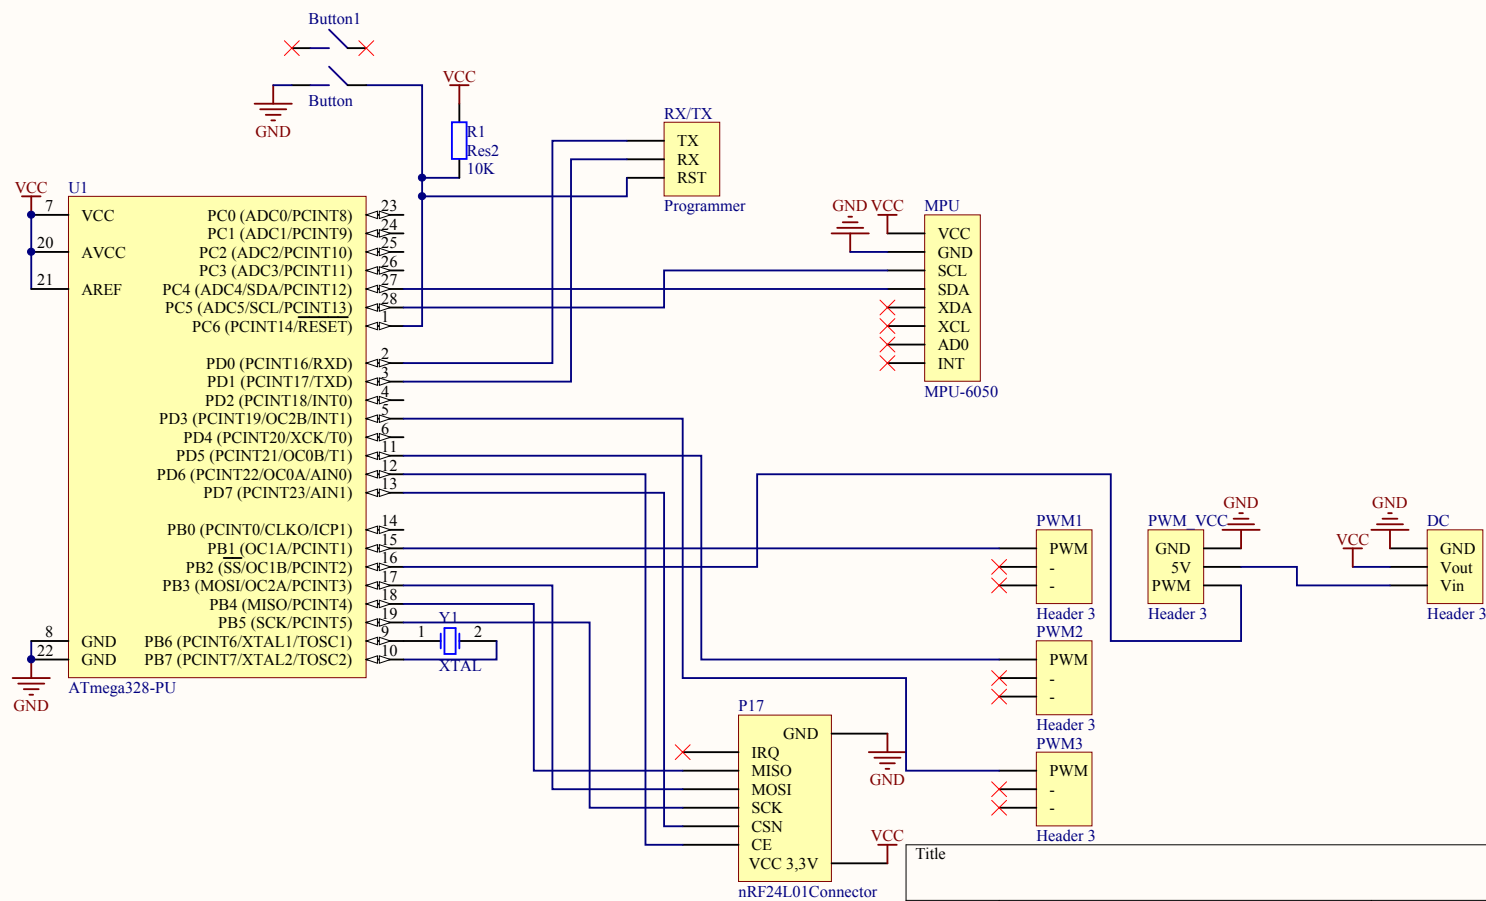 Button1
Button
GND
VCC
R1
Res2
10K
RX/TX
TX
RX
RST
Programmer
VCC
U1
7
VCC
20
AVCC
21
AREF
8
GND
22
GND
GND
PC0 (ADC0/PCINT8)
23
PC1 (ADC1/PCINT9)
24
PC2 (ADC2/PCINT10)
25
PC3 (ADC3/PCINT11)
26
PC4 (ADC4/SDA/PCINT12)
27
PC5 (ADC5/SCL/PCINT13)
28
PC6 (PCINT14/RESET)
1
PD0 (PCINT16/RXD)
2
PD1 (PCINT17/TXD)
3
PD2 (PCINT18/INT0)
4
PD3 (PCINT19/OC2B/INT1)
5
PD4 (PCINT20/XCK/T0)
6
PD5 (PCINT21/OC0B/T1)
11
PD6 (PCINT22/OC0A/AIN0)
12
PD7 (PCINT23/AIN1)
13
PB0 (PCINT0/CLKO/ICP1)
14
PB1 (OC1A/PCINT1)
15
PB2 (SS/OC1B/PCINT2)
16
PB3 (MOSI/OC2A/PCINT3)
17
PB4 (MISO/PCINT4)
18
PB5 (SCK/PCINT5)
19
PB6 (PCINT6/XTAL1/TOSC1)
9
PB7 (PCINT7/XTAL2/TOSC2)
10
ATmega328-PU
Y1
1
2
XTAL
GND
VCC
MPU
VCC
GND
SCL
SDA
XDA
XCL
AD0
INT
MPU-6050
PWM1
PWM
-
-
Header 3
PWM2
PWM
-
-
Header 3
PWM3
PWM
-
-
Header 3
PWM_VCC
GND
GND
5V
PWM
Header 3
GND
VCC
DC
GND
Vout
Vin
Header 3
P17
GND
IRQ
MISO
MOSI
SCK
CSN
CE
VCC 3,3V
nRF24L01Connector
GND
VCC
Title